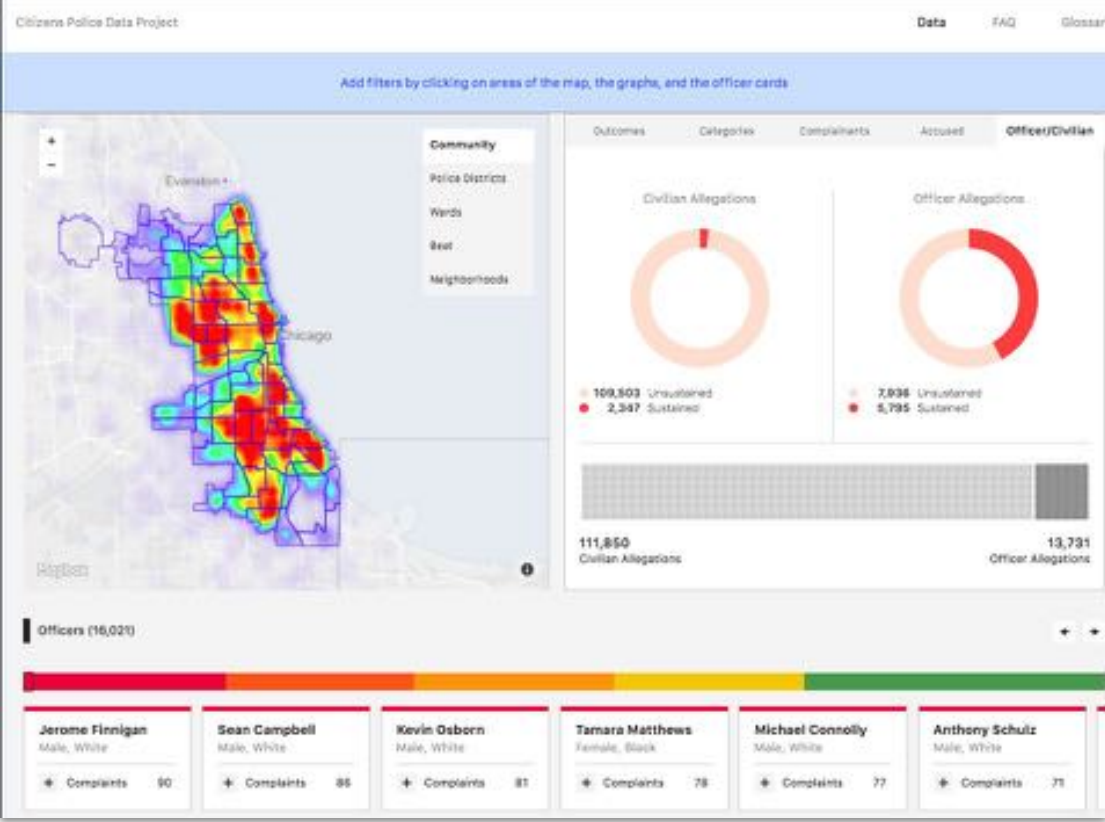 Citizens Police Data Project
Data FAQ Glossar
Add filters by clicking on areas of the map, the graphs, and the officer cards
+
-
Evanston
Chicago
Community
Police Districts
Wards
Beat
Neighborhoods
Mapbox
Outcomes Categories Complainants Accused Officer/Civilian
Civilian Allegations
109,503 Unsustained
2,347 Sustained
Officer Allegations
7,936 Unsustained
5,795 Sustained
111,850
Civilian Allegations
13,731
Officer Allegations
Officers (16,021)
Jerome Finnigan
Male, White
+ Complaints 90
Sean Campbell
Male, White
+ Complaints 86
Kevin Osborn
Male, White
+ Complaints 81
Tamara Matthews
Female, Black
+ Complaints 78
Michael Connolly
Male, White
+ Complaints 77
Anthony Schulz
Male, White
+ Complaints 71